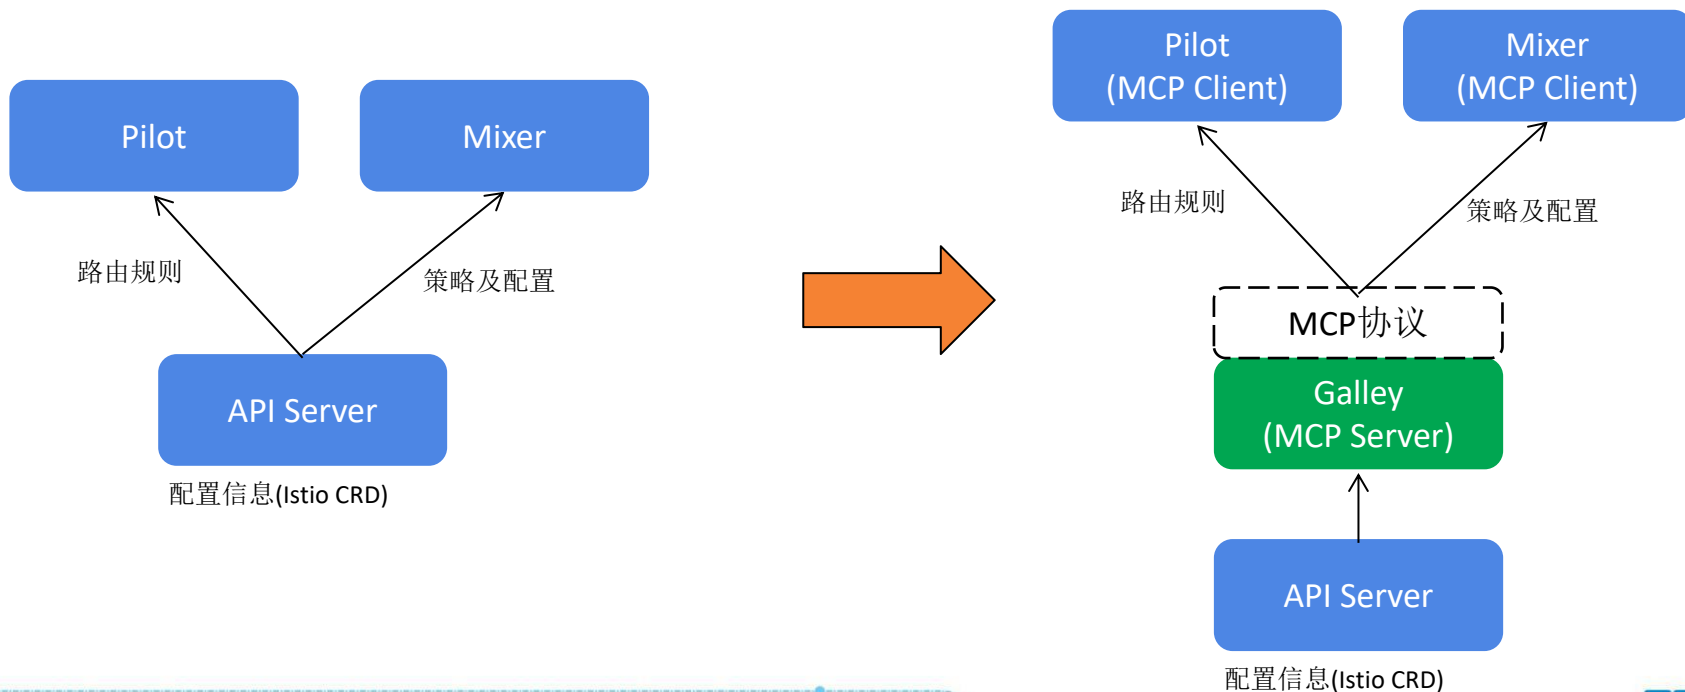 Pilot
Mixer
路由规则
策略及配置
API Server
配置信息(Istio CRD)
Pilot
(MCP Client)
Mixer
(MCP Client)
路由规则
策略及配置
MCP协议
Galley
(MCP Server)
API Server
配置信息(Istio CRD)